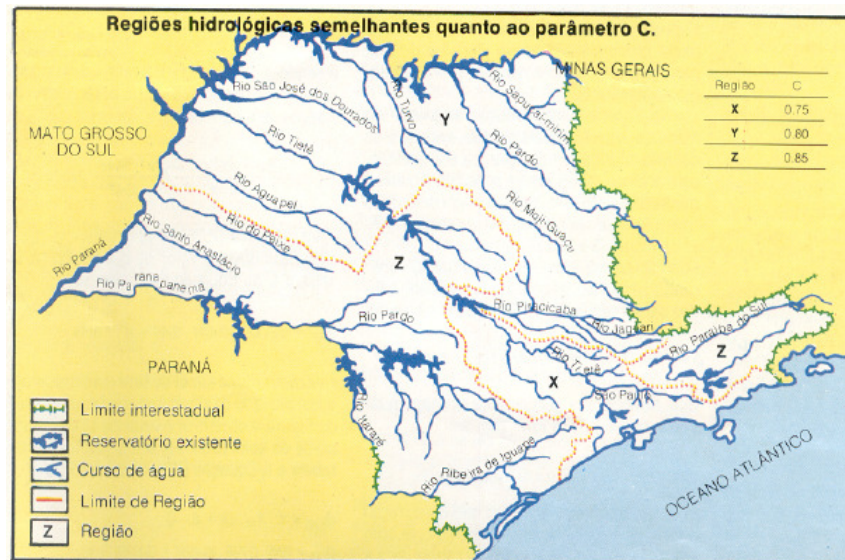 Regiões hidrológicas semelhantes quanto ao parâmetro C.
MINAS GERAIS
Região C
X 0.75
Y 0.80
Z 0.85
MATO GROSSO
DO SUL
Rio São José dos Dourados
Rio Turvo
Y
Rio Sapucaí-mirim
Rio Pardo
Rio Tietê
Rio Aguapeí
Rio do Peixe
Rio Moji-Guaçu
Rio Santo Anastácio
Rio Paraná
Rio Paranapanema
Z
Rio Piracicaba
Rio Jaguari
Rio Paraíba do Sul
Z
Rio Pardo
Rio Tietê
X
São Paulo
PARANÁ
Rio Itararé
Rio Ribeira de Iguape
OCEANO ATLÂNTICO
Limite interestadual
Reservatório existente
Curso de água
Limite de Região
Z Região